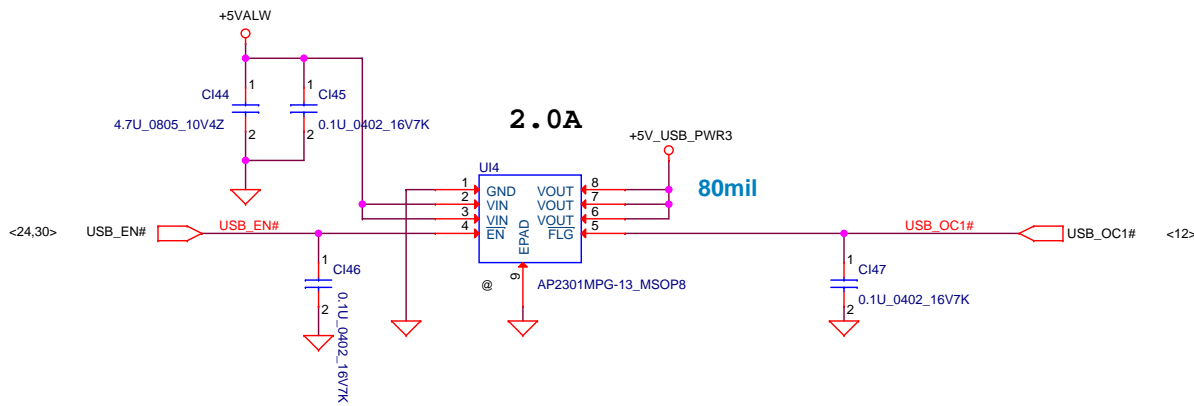 +5VALW
1
1
CI44
CI45
4.7U_0805_10V4Z
0.1U_0402_16V7K
2
2
2.0A
+5V_USB_PWR3
UI4
80mil
1 GND VOUT 8
2 VIN VOUT 7
3 VIN VOUT 6
4 EN FLG 5
EPAD
9
@
AP2301MPG-13_MSOP8
<24,30> USB_EN# USB_EN#
USB_OC1# USB_OC1# <12>
1
CI46
0.1U_0402_16V7K
2
1
CI47
0.1U_0402_16V7K
2